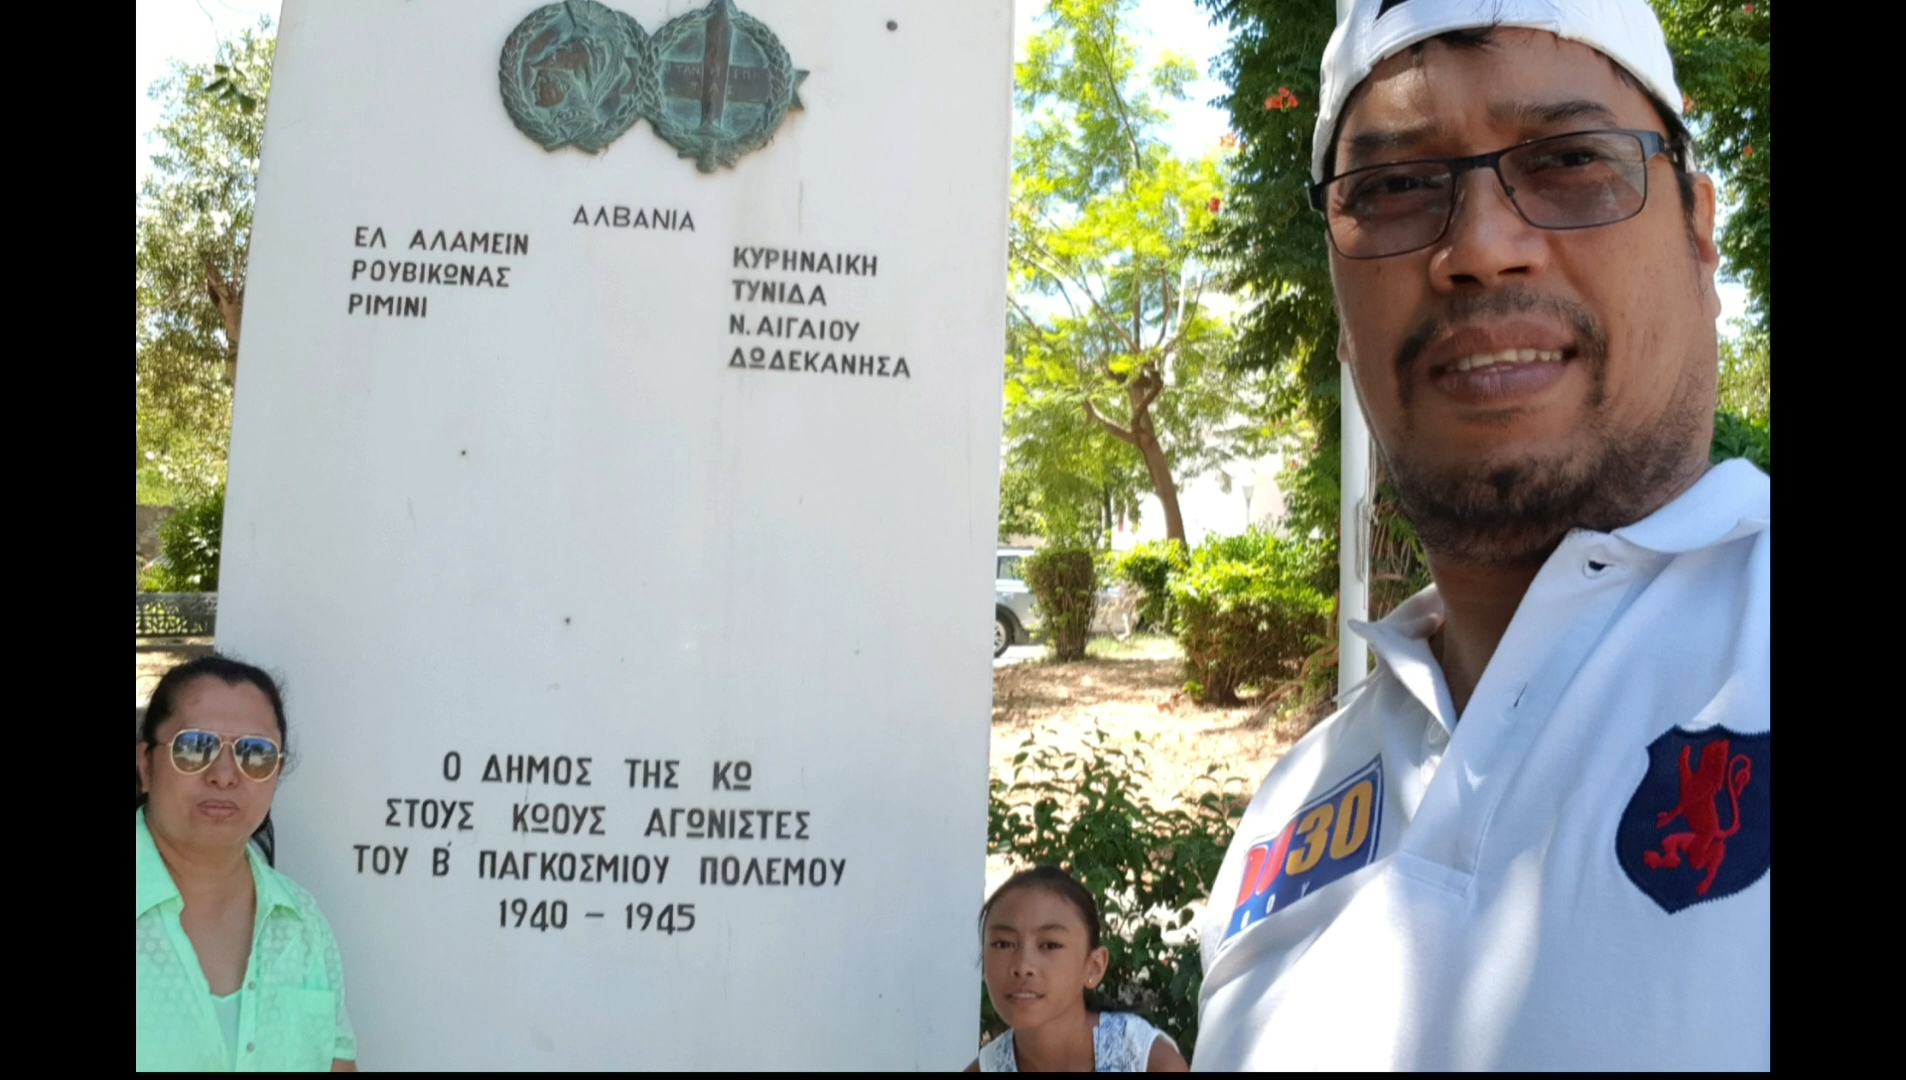 ΑΛΒΑΝΙΑ
ΕΛ ΑΛΑΜΕΙΝ
ΡΟΥΒΙΚΩΝΑΣ
ΡΙΜΙΝΙ
ΚΥΡΗΝΑΙΚΗ
ΤΥΝΙΔΑ
Ν. ΑΙΓΑΙΟΥ
ΔΩΔΕΚΑΝΗΣΑ
Ο ΔΗΜΟΣ ΤΗΣ ΚΩ
ΣΤΟΥΣ ΚΩΟΥΣ ΑΓΩΝΙΣΤΕΣ
ΤΟΥ Β΄ ΠΑΓΚΟΣΜΙΟΥ ΠΟΛΕΜΟΥ
1940 - 1945
30